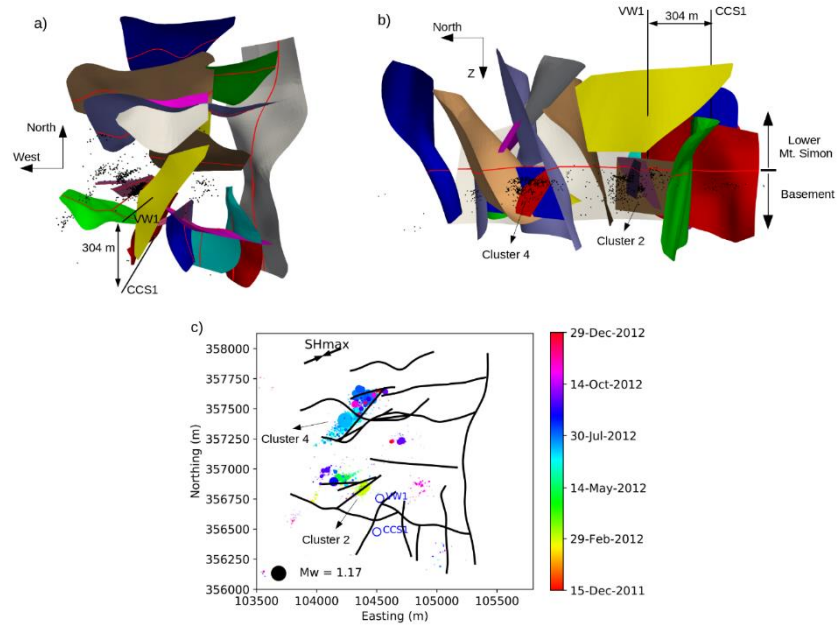 a)
North
West
VW1
304 m
CCS1
b)
North
Z
VW1
CCS1
304 m
Lower
Mt. Simon
Basement
Cluster 4
Cluster 2
c)
SHmax
358000
357750
357500
357250
357000
356750
356500
356250
356000
Cluster 4
VW1
CCS1
Cluster 2
Mw = 1.17
103500 104000 104500 105000 105500
Easting (m)
Northing (m)
29-Dec-2012
14-Oct-2012
30-Jul-2012
14-May-2012
29-Feb-2012
15-Dec-2011